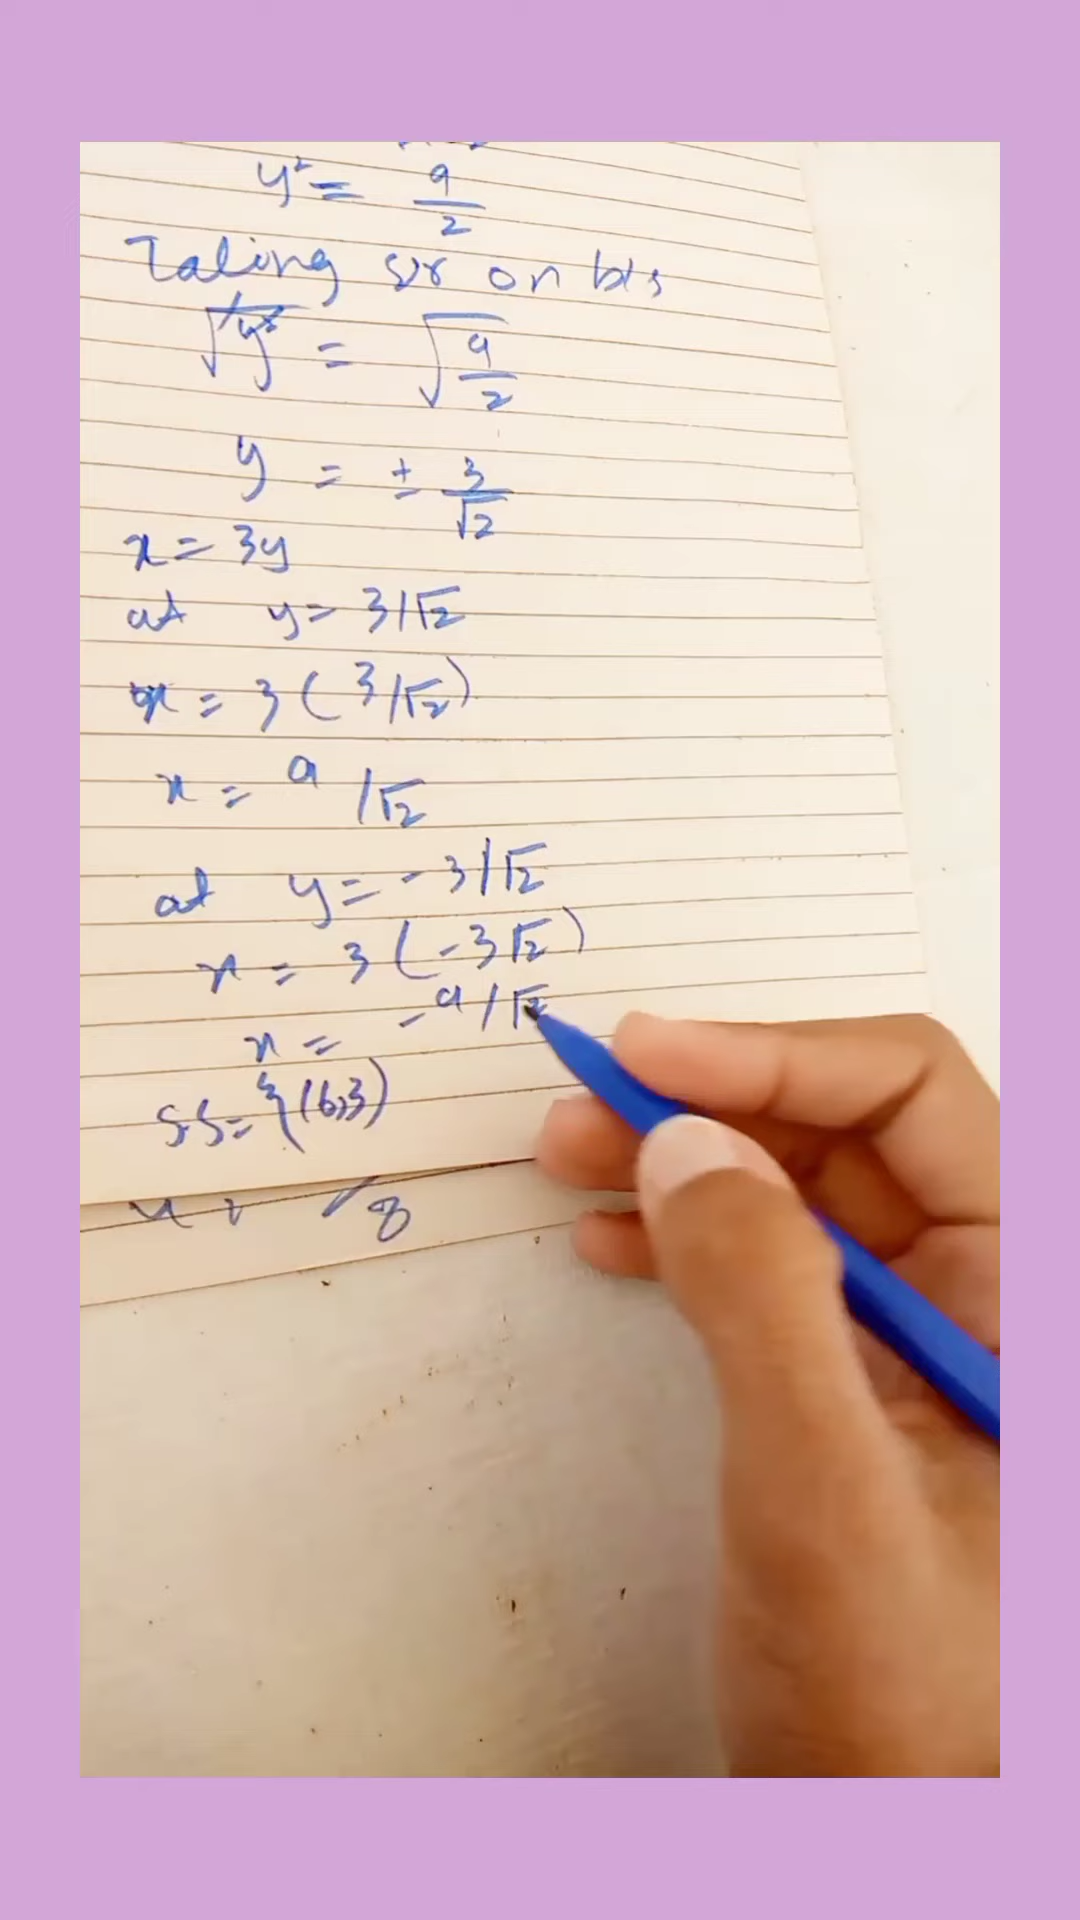 y² = 9/2
Taking sr on b/s
√y² = √9/2
y = ± 3/√2
x = 3y
at y = 3/√2
x = 3 ( 3/√2 )
x = 9 /√2
at y = - 3/√2
x = 3 ( -3√2 )
x = -9/√2
SS = { (6,3)
8